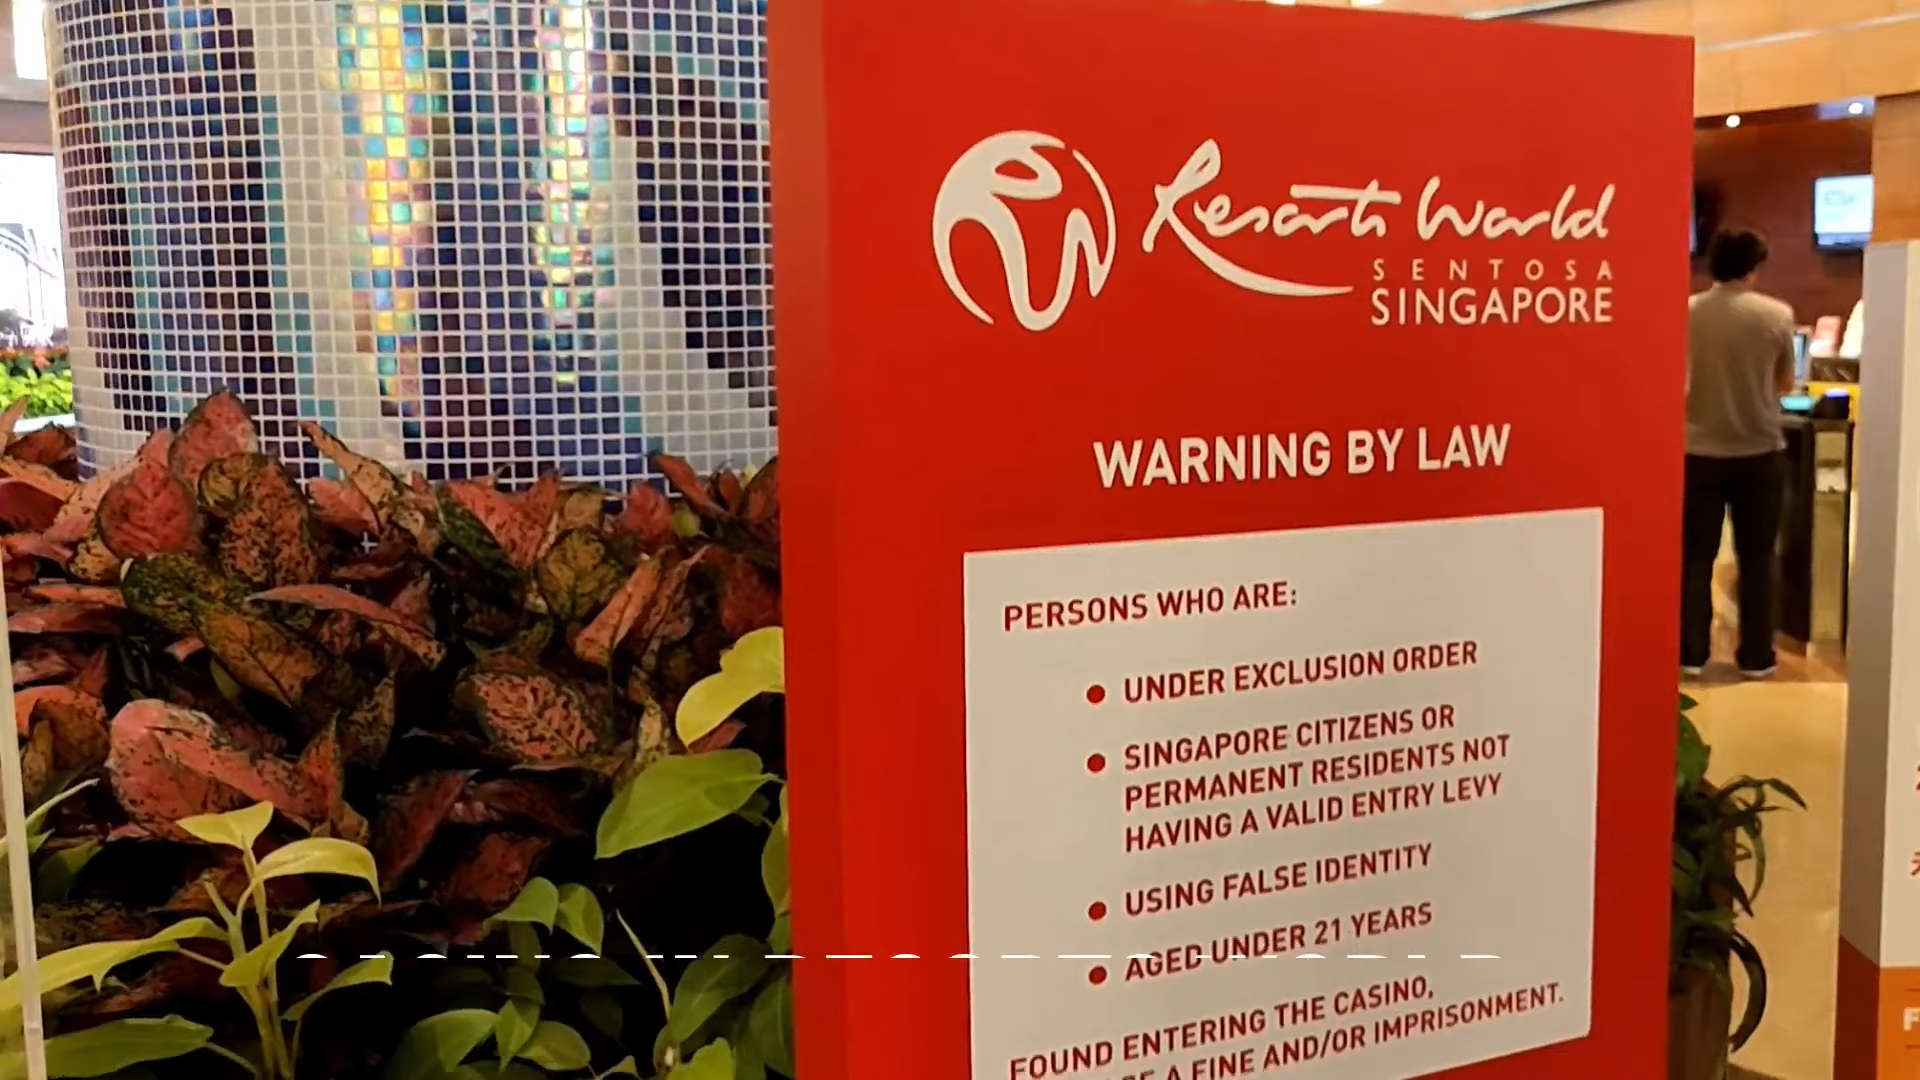 Resorts World
SENTOSA
SINGAPORE
WARNING BY LAW
PERSONS WHO ARE:
● UNDER EXCLUSION ORDER
● SINGAPORE CITIZENS OR
PERMANENT RESIDENTS NOT
HAVING A VALID ENTRY LEVY
● USING FALSE IDENTITY
● AGED UNDER 21 YEARS
FOUND ENTERING THE CASINO,
A FINE AND/OR IMPRISONMENT.